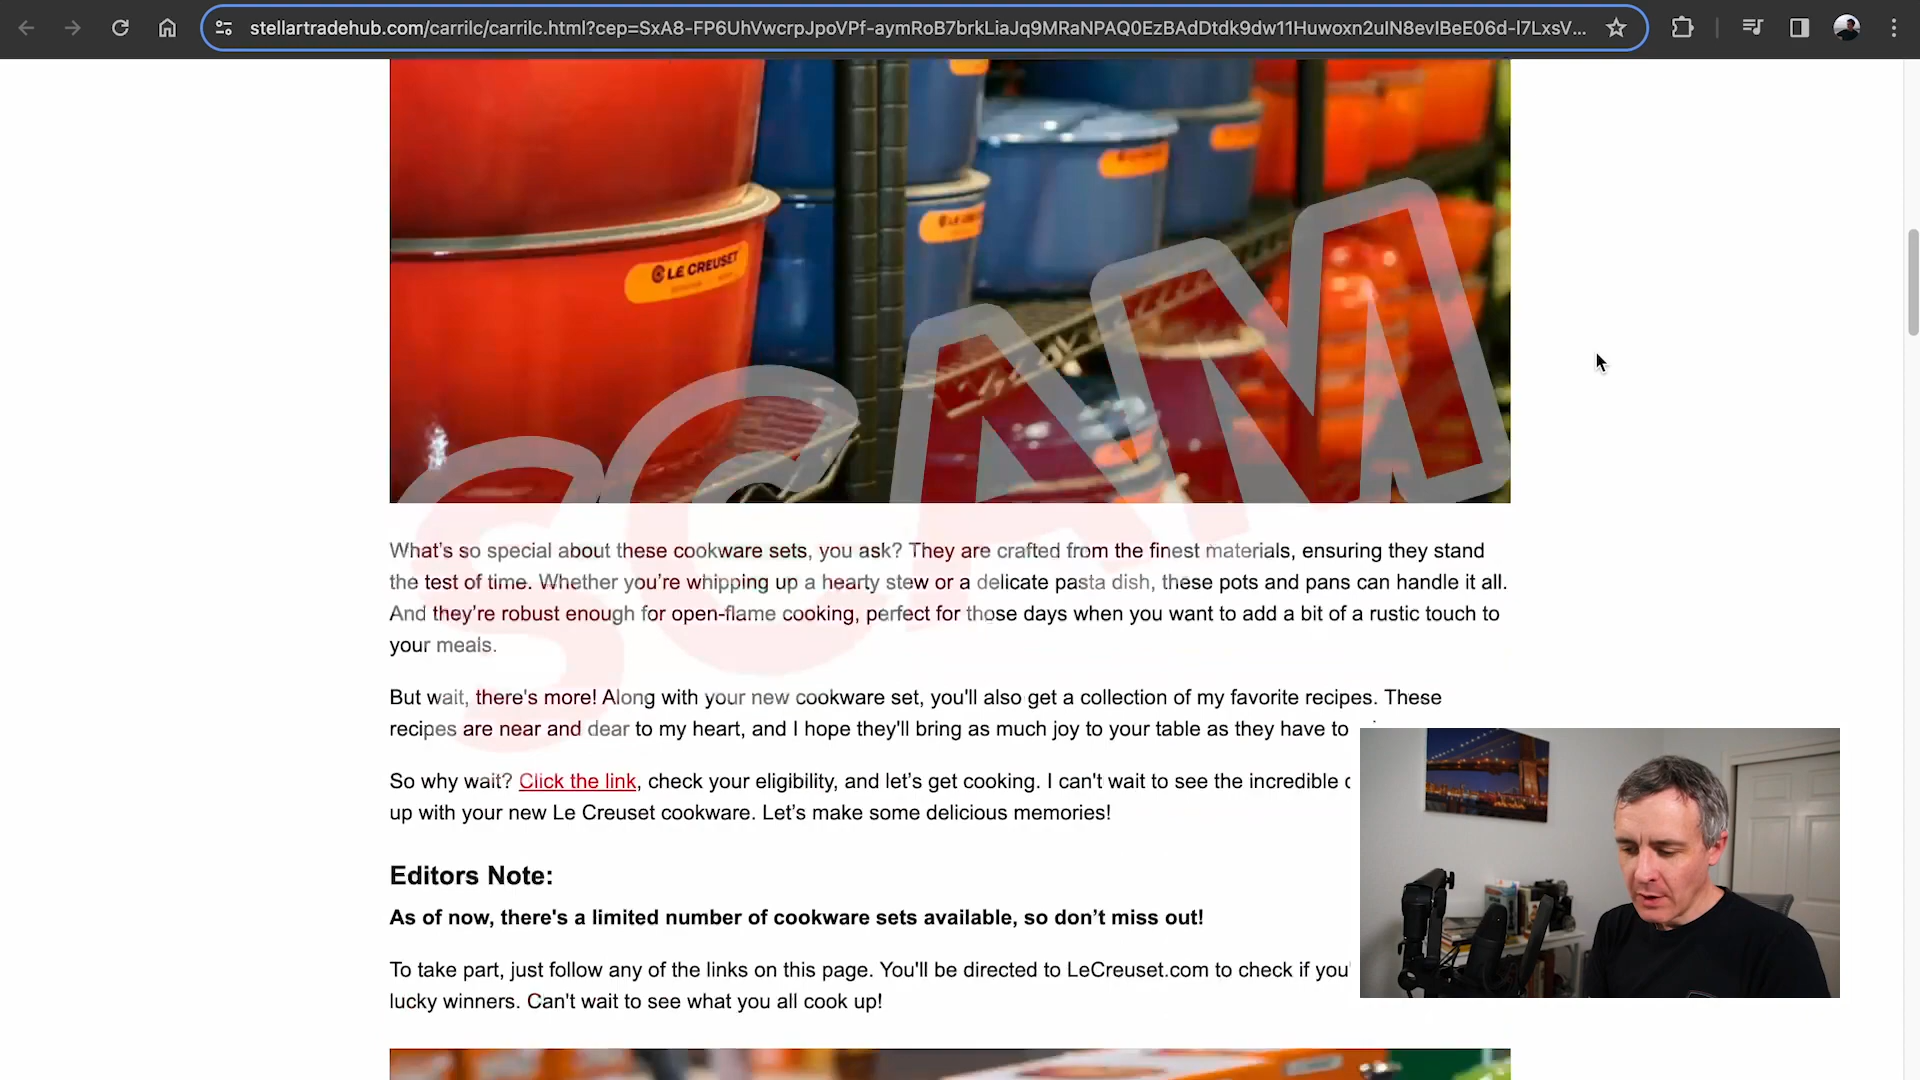 stellartradehub.com/carrilc/carrilc.html?cep=SxA8-FP6UhVwcrpJpoVPf-aymRoB7brkLiaJq9MRaNPAQ0EzBAdDtdk9dw11Huwoxn2uIN8evIBeE06d-I7LxsV...
LE CREUSET
SCAM
What's so special about these cookware sets, you ask? They are crafted from the finest materials, ensuring they stand
the test of time. Whether you're whipping up a hearty stew or a delicate pasta dish, these pots and pans can handle it all.
And they're robust enough for open-flame cooking, perfect for those days when you want to add a bit of a rustic touch to
your meals.
But wait, there's more! Along with your new cookware set, you'll also get a collection of my favorite recipes. These
recipes are near and dear to my heart, and I hope they'll bring as much joy to your table as they have to
So why wait? Click the link, check your eligibility, and let's get cooking. I can't wait to see the incredible
up with your new Le Creuset cookware. Let's make some delicious memories!
Editors Note:
As of now, there's a limited number of cookware sets available, so don't miss out!
To take part, just follow any of the links on this page. You'll be directed to LeCreuset.com to check if you'
lucky winners. Can't wait to see what you all cook up!